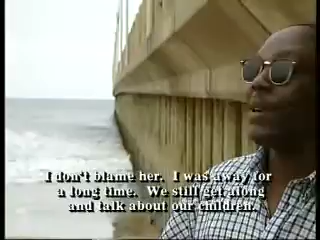 I don't blame her.  I was away for
a long time.  We still get along
and talk about our children.